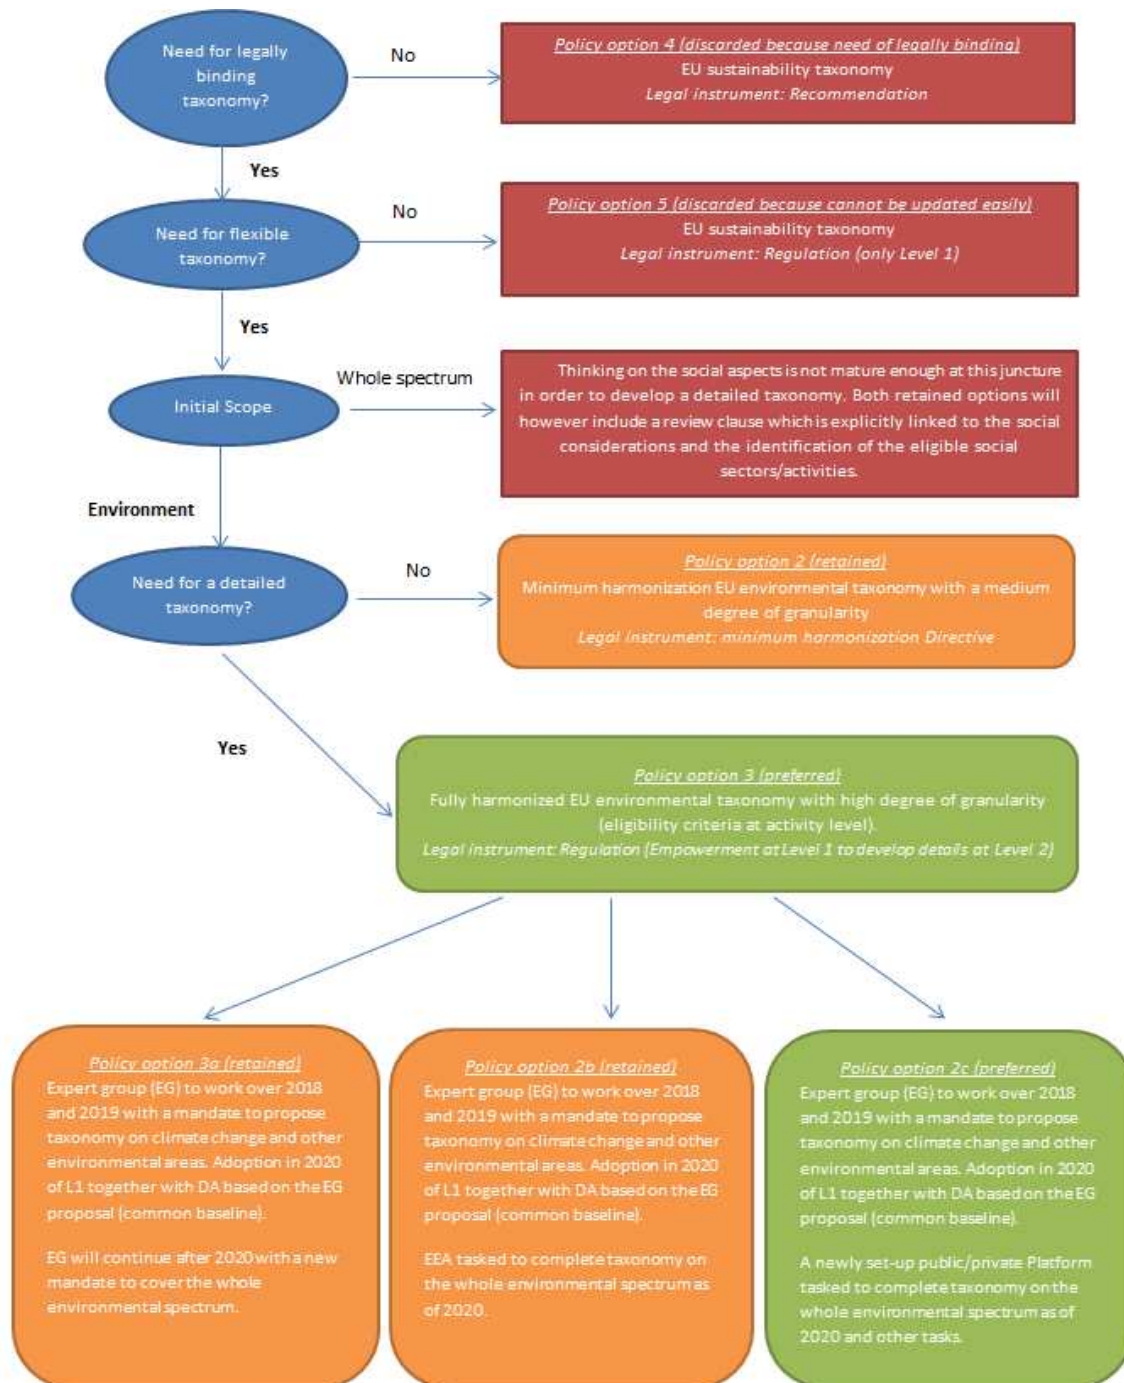 Need for legally
binding
taxonomy?
No
Policy option 4 (discarded because need of legally binding)
EU sustainability taxonomy
Legal instrument: Recommendation
Yes
Need for flexible
taxonomy?
No
Policy option 5 (discarded because cannot be updated easily)
EU sustainability taxonomy
Legal instrument: Regulation (only Level 1)
Yes
Initial Scope
Whole spectrum
Thinking on the social aspects is not mature enough at this juncture
in order to develop a detailed taxonomy. Both retained options will
however include a review clause which is explicitly linked to the social
considerations and the identification of the eligible social
sectors/activities.
Environment
Need for a detailed
taxonomy?
No
Policy option 2 (retained)
Minimum harmonization EU environmental taxonomy with a medium
degree of granularity
Legal instrument: minimum harmonization Directive
Yes
Policy option 3 (preferred)
Fully harmonized EU environmental taxonomy with high degree of granularity
(eligibility criteria at activity level).
Legal instrument: Regulation (Empowerment at Level 1 to develop details at Level 2)
Policy option 3a (retained)
Expert group (EG) to work over 2018
and 2019 with a mandate to propose
taxonomy on climate change and other
environmental areas. Adoption in 2020
of L1 together with DA based on the EG
proposal (common baseline).
EG will continue after 2020 with a new
mandate to cover the whole
environmental spectrum.
Policy option 2b (retained)
Expert group (EG) to work over 2018
and 2019 with a mandate to propose
taxonomy on climate change and other
environmental areas. Adoption in 2020
of L1 together with DA based on the EG
proposal (common baseline).
EEA tasked to complete taxonomy on
the whole environmental spectrum as
of 2020.
Policy option 2c (preferred)
Expert group (EG) to work over 2018
and 2019 with a mandate to propose
taxonomy on climate change and other
environmental areas. Adoption in 2020
of L1 together with DA based on the EG
proposal (common baseline).
A newly set-up public/private Platform
tasked to complete taxonomy on the
whole environmental spectrum as of
2020 and other tasks.